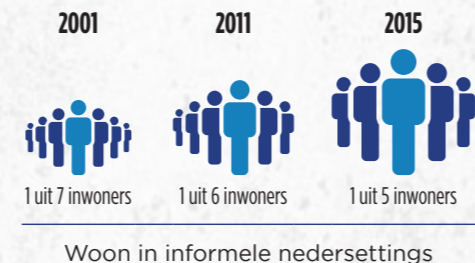 2001 2011 2015
1 uit 7 inwoners 1 uit 6 inwoners 1 uit 5 inwoners
Woon in informele nedersettings